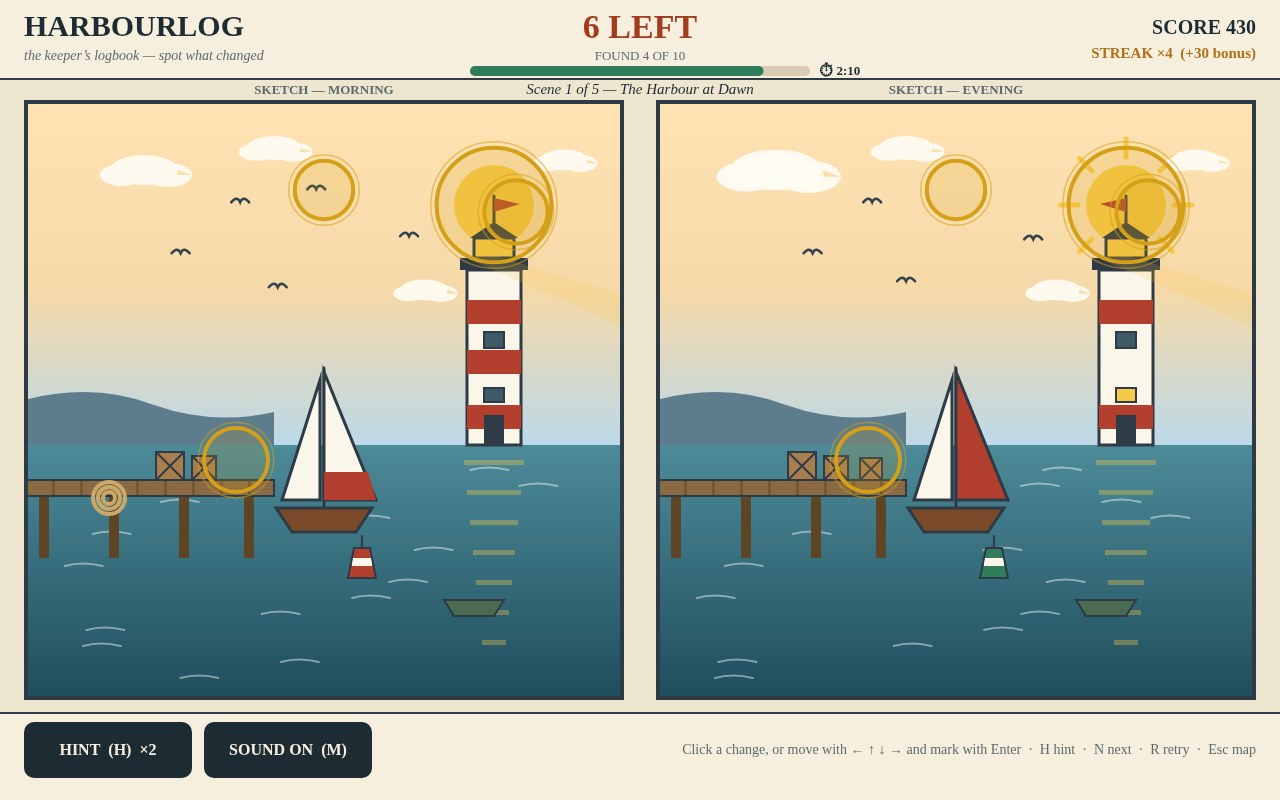 HARBOURLOG
the keeper’s logbook — spot what changed
6 LEFT
FOUND 4 OF 10
⏱ 2:10
SCORE 430
STREAK ×4 (+30 bonus)
SKETCH — MORNING
Scene 1 of 5 — The Harbour at Dawn
SKETCH — EVENING
HINT (H) ×2
SOUND ON (M)
Click a change, or move with ← ↑ ↓ → and mark with Enter · H hint · N next · R retry · Esc map